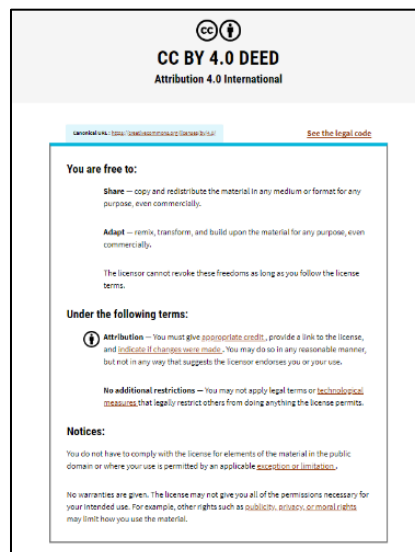 CC BY 4.0 DEED
Attribution 4.0 International
Canonical URL : https://creativecommons.org/licenses/by/4.0/
See the legal code
You are free to:
Share — copy and redistribute the material in any medium or format for any
purpose, even commercially.
Adapt — remix, transform, and build upon the material for any purpose, even
commercially.
The licensor cannot revoke these freedoms as long as you follow the license
terms.
Under the following terms:
Attribution — You must give appropriate credit , provide a link to the license,
and indicate if changes were made . You may do so in any reasonable manner,
but not in any way that suggests the licensor endorses you or your use.
No additional restrictions — You may not apply legal terms or technological
measures that legally restrict others from doing anything the license permits.
Notices:
You do not have to comply with the license for elements of the material in the public
domain or where your use is permitted by an applicable exception or limitation .
No warranties are given. The license may not give you all of the permissions necessary for
your intended use. For example, other rights such as publicity, privacy, or moral rights
may limit how you use the material.